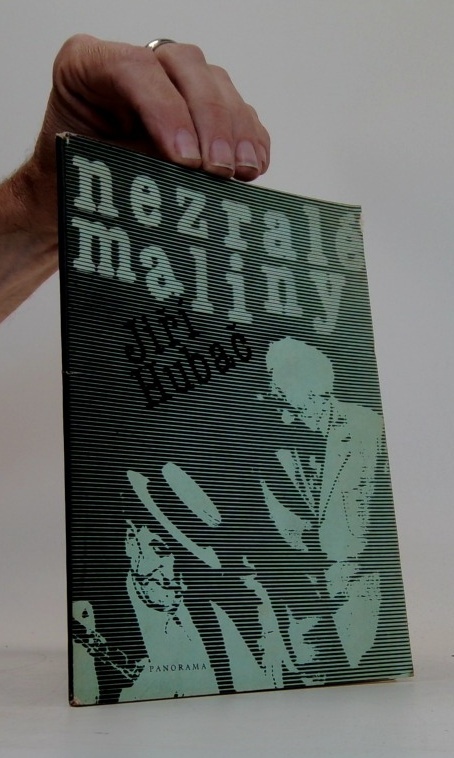 nezralé
maliny
Jiří
Hubač
PANORAMA